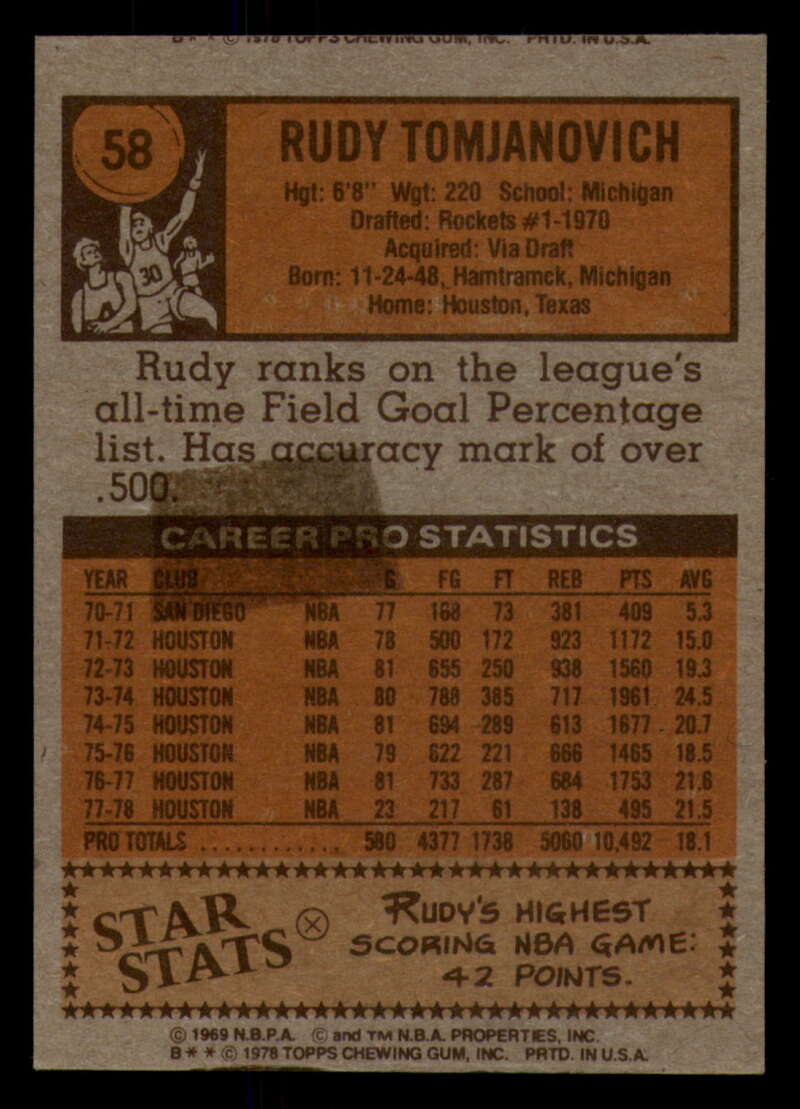 B * * © 1978 TOPPS CHEWING GUM, INC. PRTD. IN U.S.A.
58
RUDY TOMJANOVICH
Hgt: 6'8" Wgt: 220 School: Michigan
Drafted: Rockets #1-1970
Acquired: Via Draft
Born: 11-24-48, Hamtramck, Michigan
Home: Houston, Texas
30
Rudy ranks on the league's
all-time Field Goal Percentage
list. Has accuracy mark of over
.500.
CAREER PRO STATISTICS
YEAR CLUB G FG FT REB PTS AVG
70-71 SAN DIEGO NBA 77 168 73 381 409 5.3
71-72 HOUSTON NBA 78 500 172 923 1172 15.0
72-73 HOUSTON NBA 81 655 250 938 1560 19.3
73-74 HOUSTON NBA 80 788 385 717 1961 24.5
74-75 HOUSTON NBA 81 694 289 613 1677 20.7
75-76 HOUSTON NBA 79 622 221 666 1465 18.5
76-77 HOUSTON NBA 81 733 287 684 1753 21.6
77-78 HOUSTON NBA 23 217 61 138 495 21.5
PRO TOTALS ............ 580 4377 1738 5060 10,492 18.1
STAR
STATS
RUDY'S HIGHEST
SCORING NBA GAME:
42 POINTS.
© 1969 N.B.P.A. © and TM N.B.A. PROPERTIES, INC.
B * * © 1978 TOPPS CHEWING GUM, INC. PRTD. IN U.S.A.